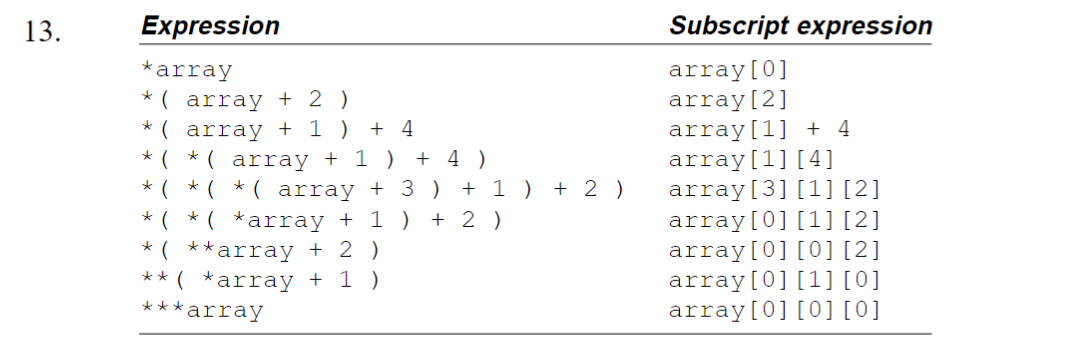 13. Expression Subscript expression
*array array[0]
*( array + 2 ) array[2]
*( array + 1 ) + 4 array[1] + 4
*( *( array + 1 ) + 4 ) array[1][4]
*( *( *( array + 3 ) + 1 ) + 2 ) array[3][1][2]
*( *( *array + 1 ) + 2 ) array[0][1][2]
*( **array + 2 ) array[0][0][2]
**( *array + 1 ) array[0][1][0]
***array array[0][0][0]